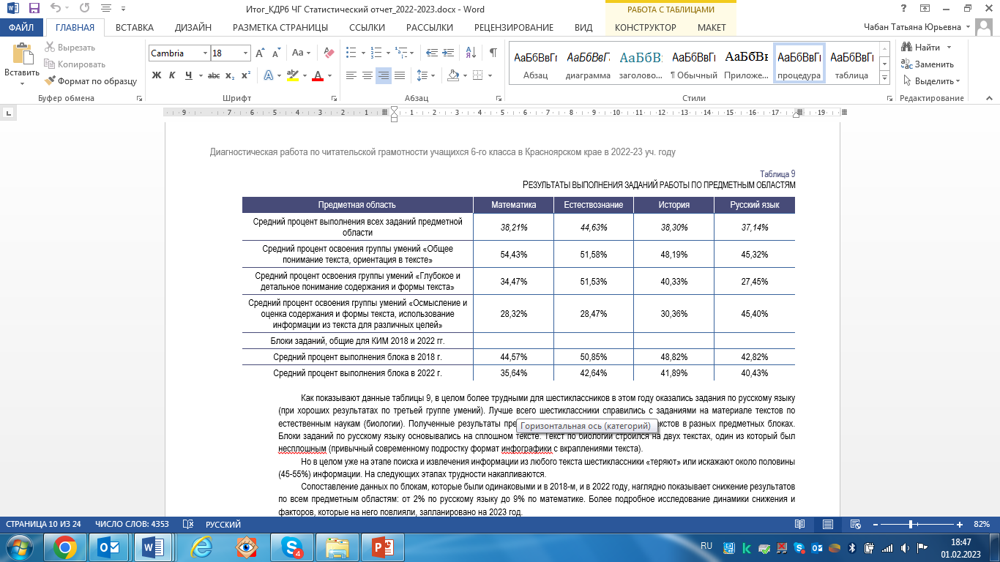 Итог_КДР6 ЧГ Статистический отчет_2022-2023.docx - Word
РАБОТА С ТАБЛИЦАМИ
ФАЙЛ ГЛАВНАЯ ВСТАВКА ДИЗАЙН РАЗМЕТКА СТРАНИЦЫ ССЫЛКИ РАССЫЛКИ РЕЦЕНЗИРОВАНИЕ ВИД КОНСТРУКТОР МАКЕТ Чабан Татьяна Юрьевна
Вставить
Вырезать
Копировать
Формат по образцу
Буфер обмена
Cambria 18
Ж К Ч abc x₂ x²
Шрифт
Абзац
АаБбВвГг АаБбВвГ АаБбВ АаБбВвГг АаБбВв АаБбВвГг АаБбВвГг
Абзац диаграмма заголово... ¶ Обычный Приложе... процедура таблица
Стили
Найти
Заменить
Выделить
Редактирование
9 7 6 5 4 3 2 1 1 2 3 4 5 6 7 8 9 10 11 12 13 14 15 16 17 19
Диагностическая работа по читательской грамотности учащихся 6-го класса в Красноярском крае в 2022-23 уч. году
Таблица 9
РЕЗУЛЬТАТЫ ВЫПОЛНЕНИЯ ЗАДАНИЙ РАБОТЫ ПО ПРЕДМЕТНЫМ ОБЛАСТЯМ
Предметная область Математика Естествознание История Русский язык
Средний процент выполнения всех заданий предметной
области 38,21% 44,63% 38,30% 37,14%
Средний процент освоения группы умений «Общее
понимание текста, ориентация в тексте» 54,43% 51,58% 48,19% 45,32%
Средний процент освоения группы умений «Глубокое и
детальное понимание содержания и формы текста» 34,47% 51,53% 40,33% 27,45%
Средний процент освоения группы умений «Осмысление и
оценка содержания и формы текста, использование
информации из текста для различных целей» 28,32% 28,47% 30,36% 45,40%
Блоки заданий, общие для КИМ 2018 и 2022 гг.
Средний процент выполнения блока в 2018 г. 44,57% 50,85% 48,82% 42,82%
Средний процент выполнения блока в 2022 г. 35,64% 42,64% 41,89% 40,43%
Как показывают данные таблицы 9, в целом более трудными для шестиклассников в этом году оказались задания по русскому языку
(при хороших результатах по третьей группе умений). Лучше всего шестиклассники справились с заданиями на материале текстов по
естественным наукам (биологии). Полученные результаты пре Горизонтальная ось (категорий) кстов в разных предметных блоках.
Блоки заданий по русскому языку основывались на сплошном тексте. Текст по биологии строился на двух текстах, один из который был
несплошным (привычный современному подростку формат инфографики с вкраплениями текста).
Но в целом уже на этапе поиска и извлечения информации из любого текста шестиклассники «теряют» или искажают около половины
(45-55%) информации. На следующих этапах трудности накапливаются.
Сопоставление данных по блокам, которые были одинаковыми и в 2018-м, и в 2022 году, наглядно показывает снижение результатов
по всем предметным областям: от 2% по русскому языку до 9% по математике. Более подробное исследование динамики снижения и
факторов, которые на него повлияли, запланировано на 2023 год.
СТРАНИЦА 10 ИЗ 24 ЧИСЛО СЛОВ: 4353 РУССКИЙ 82%
RU 18:47
01.02.2023